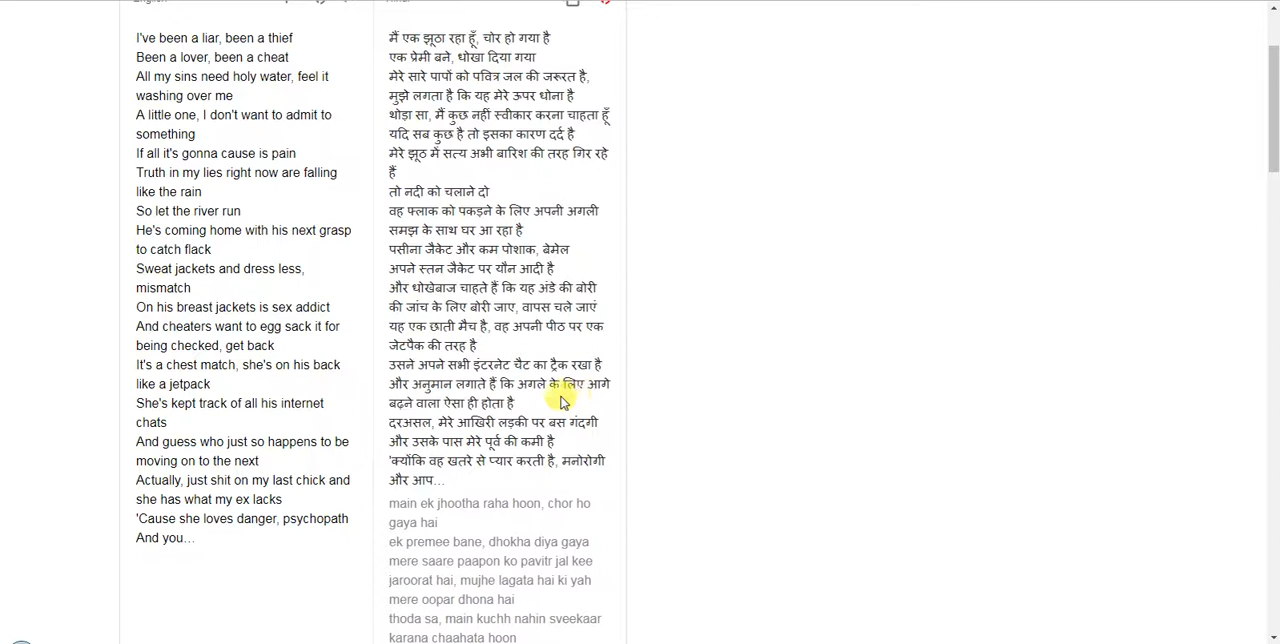 I've been a liar, been a thief
Been a lover, been a cheat
All my sins need holy water, feel it
washing over me
A little one, I don't want to admit to
something
If all it's gonna cause is pain
Truth in my lies right now are falling
like the rain
So let the river run
He's coming home with his next grasp
to catch flack
Sweat jackets and dress less,
mismatch
On his breast jackets is sex addict
And cheaters want to egg sack it for
being checked, get back
It's a chest match, she's on his back
like a jetpack
She's kept track of all his internet
chats
And guess who just so happens to be
moving on to the next
Actually, just shit on my last chick and
she has what my ex lacks
'Cause she loves danger, psychopath
And you...
मैं एक झूठा रहा हूँ, चोर हो गया है
एक प्रेमी बने, धोखा दिया गया
मेरे सारे पापों को पवित्र जल की जरूरत है,
मुझे लगता है कि यह मेरे ऊपर धोना है
थोड़ा सा, मैं कुछ नहीं स्वीकार करना चाहता हूँ
यदि सब कुछ है तो इसका कारण दर्द है
मेरे झूठ में सत्य अभी बारिश की तरह गिर रहे
हैं
तो नदी को चलाने दो
वह फ्लाक को पकड़ने के लिए अपनी अगली
समझ के साथ घर आ रहा है
पसीना जैकेट और कम पोशाक, बेमेल
अपने स्तन जैकेट पर यौन आदी है
और धोखेबाज चाहते हैं कि यह अंडे की बोरी
की जांच के लिए बोरी जाए, वापस चले जाएं
यह एक छाती मैच है, वह अपनी पीठ पर एक
जेटपैक की तरह है
उसने अपने सभी इंटरनेट चैट का ट्रैक रखा है
और अनुमान लगाते हैं कि अगले के लिए आगे
बढ़ने वाला ऐसा ही होता है
दरअसल, मेरे आखिरी लड़की पर बस गंदगी
और उसके पास मेरे पूर्व की कमी है
'क्योंकि वह खतरे से प्यार करती है, मनोरोगी
और आप...
main ek jhootha raha hoon, chor ho
gaya hai
ek premee bane, dhokha diya gaya
mere saare paapon ko pavitr jal kee
jaroorat hai, mujhe lagata hai ki yah
mere oopar dhona hai
thoda sa, main kuchh nahin sveekaar
karana chaahata hoon